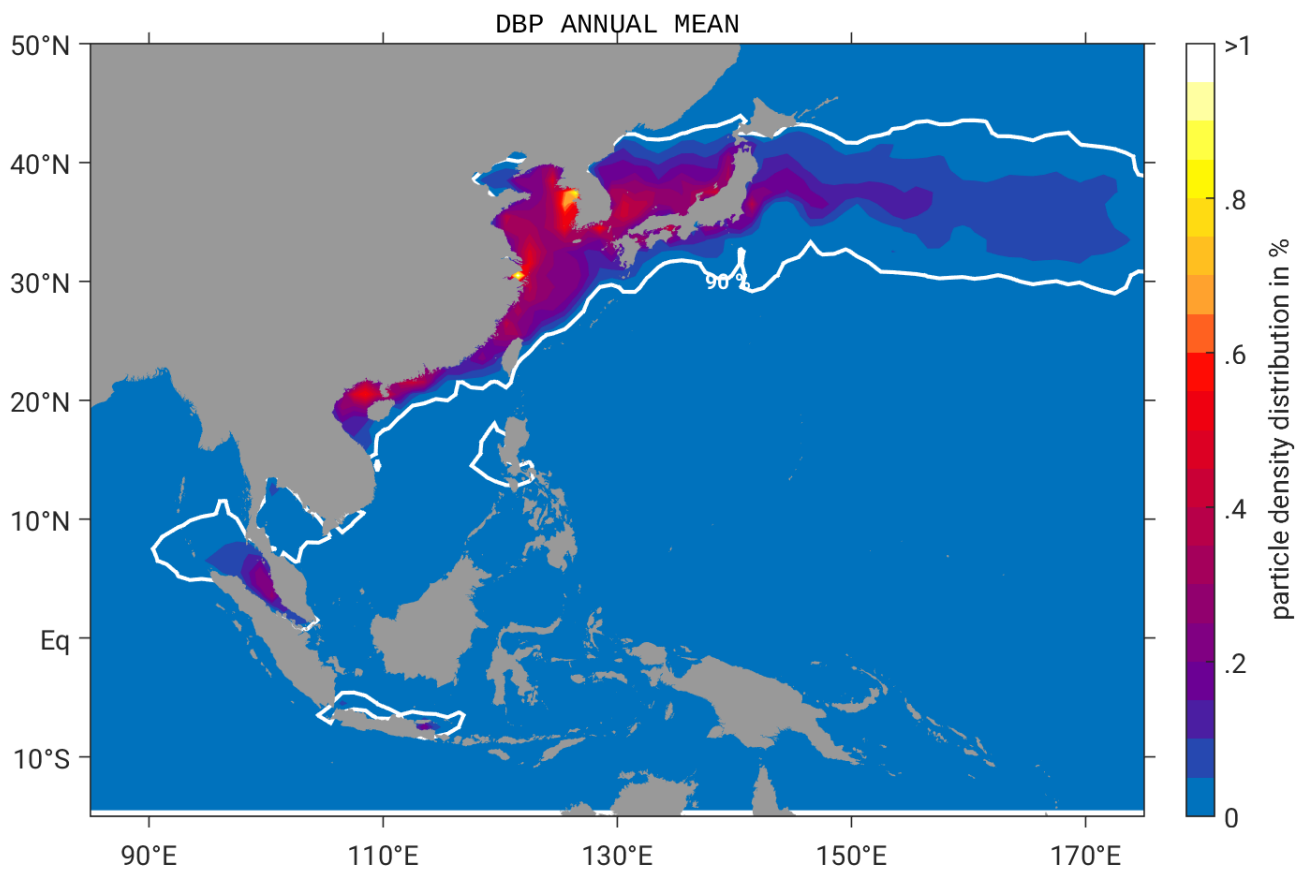 DBP ANNUAL MEAN
50°N
40°N
30°N
20°N
10°N
Eq
10°S
90°E
110°E
130°E
150°E
170°E
90 %
>1
.8
.6
.4
.2
0
particle density distribution in %